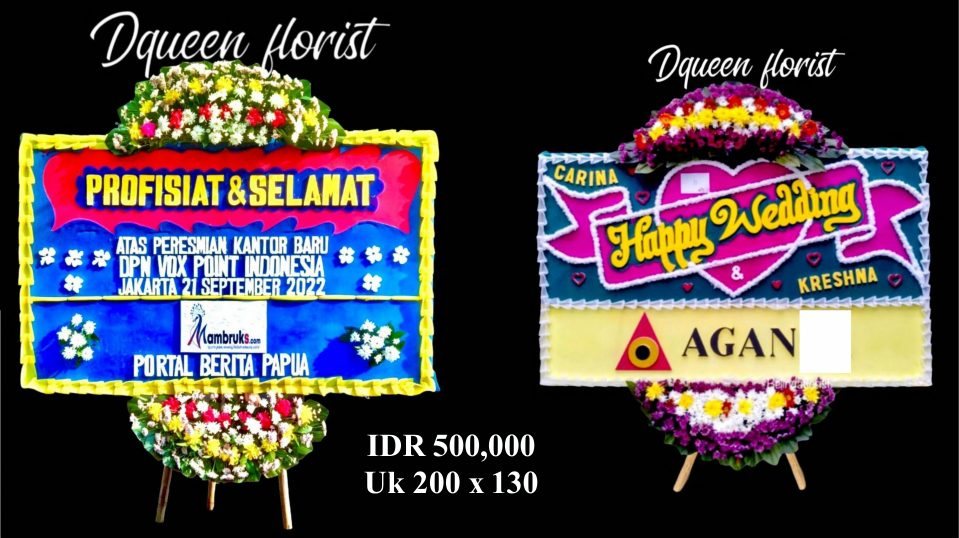 Dqueen florist
PROFISIAT & SELAMAT
ATAS PERESMIAN KANTOR BARU
DPN VOX POINT INDONESIA
JAKARTA 21 SEPTEMBER 2022
Mambruks.com
PORTAL BERITA PAPUA
Dqueen florist
CARINA
Happy Wedding
&
KRESHNA
AGAN
IDR 500,000
Uk 200 x 130